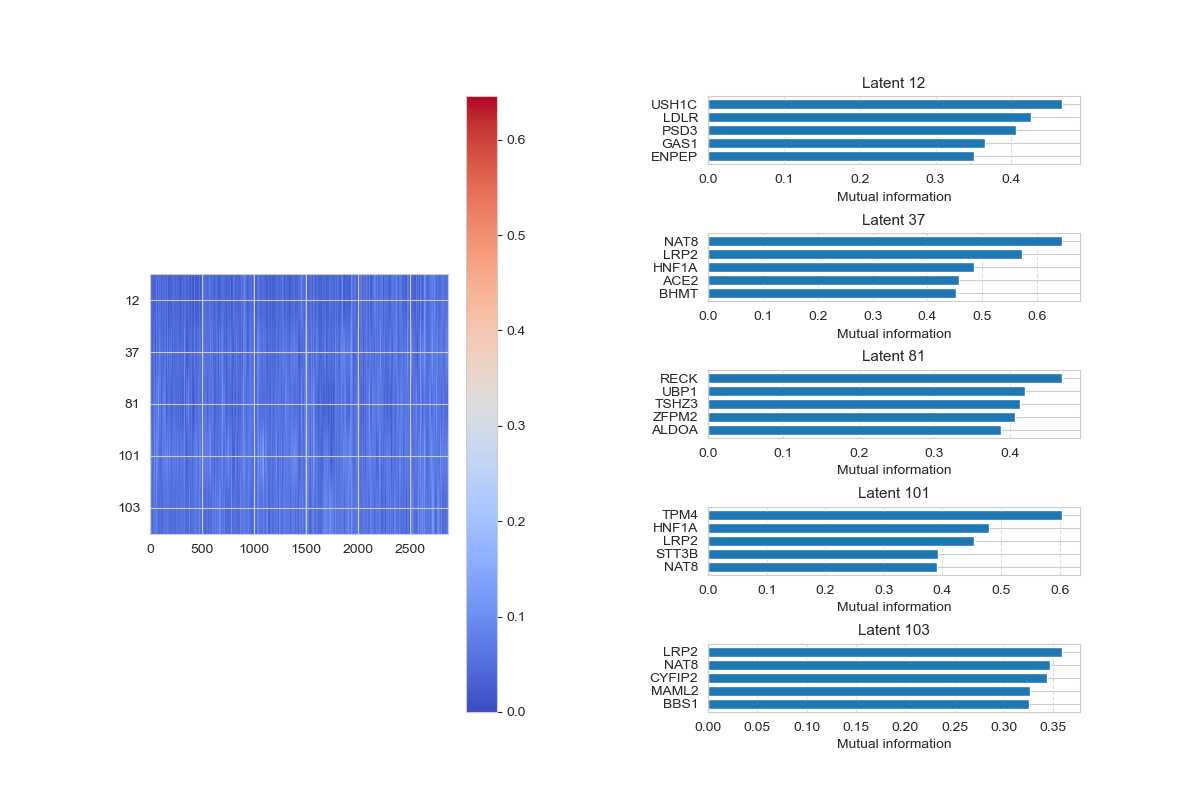 12
37
81
101
103
0 500 1000 1500 2000 2500
0.6
0.5
0.4
0.3
0.2
0.1
0.0
Latent 12
USH1C
LDLR
PSD3
GAS1
ENPEP
0.0 0.1 0.2 0.3 0.4
Mutual information
Latent 37
NAT8
LRP2
HNF1A
ACE2
BHMT
0.0 0.1 0.2 0.3 0.4 0.5 0.6
Mutual information
Latent 81
RECK
UBP1
TSHZ3
ZFPM2
ALDOA
0.0 0.1 0.2 0.3 0.4
Mutual information
Latent 101
TPM4
HNF1A
LRP2
STT3B
NAT8
0.0 0.1 0.2 0.3 0.4 0.5 0.6
Mutual information
Latent 103
LRP2
NAT8
CYFIP2
MAML2
BBS1
0.00 0.05 0.10 0.15 0.20 0.25 0.30 0.35
Mutual information